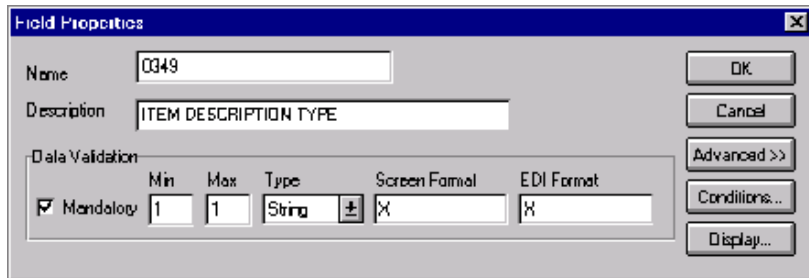 Field Properties
Name 0349
Description ITEM DESCRIPTION TYPE
Data Validation
Min Max Type Screen Format EDI Format
Mandatory 1 1 String X X
OK
Cancel
Advanced >>
Conditions...
Display...